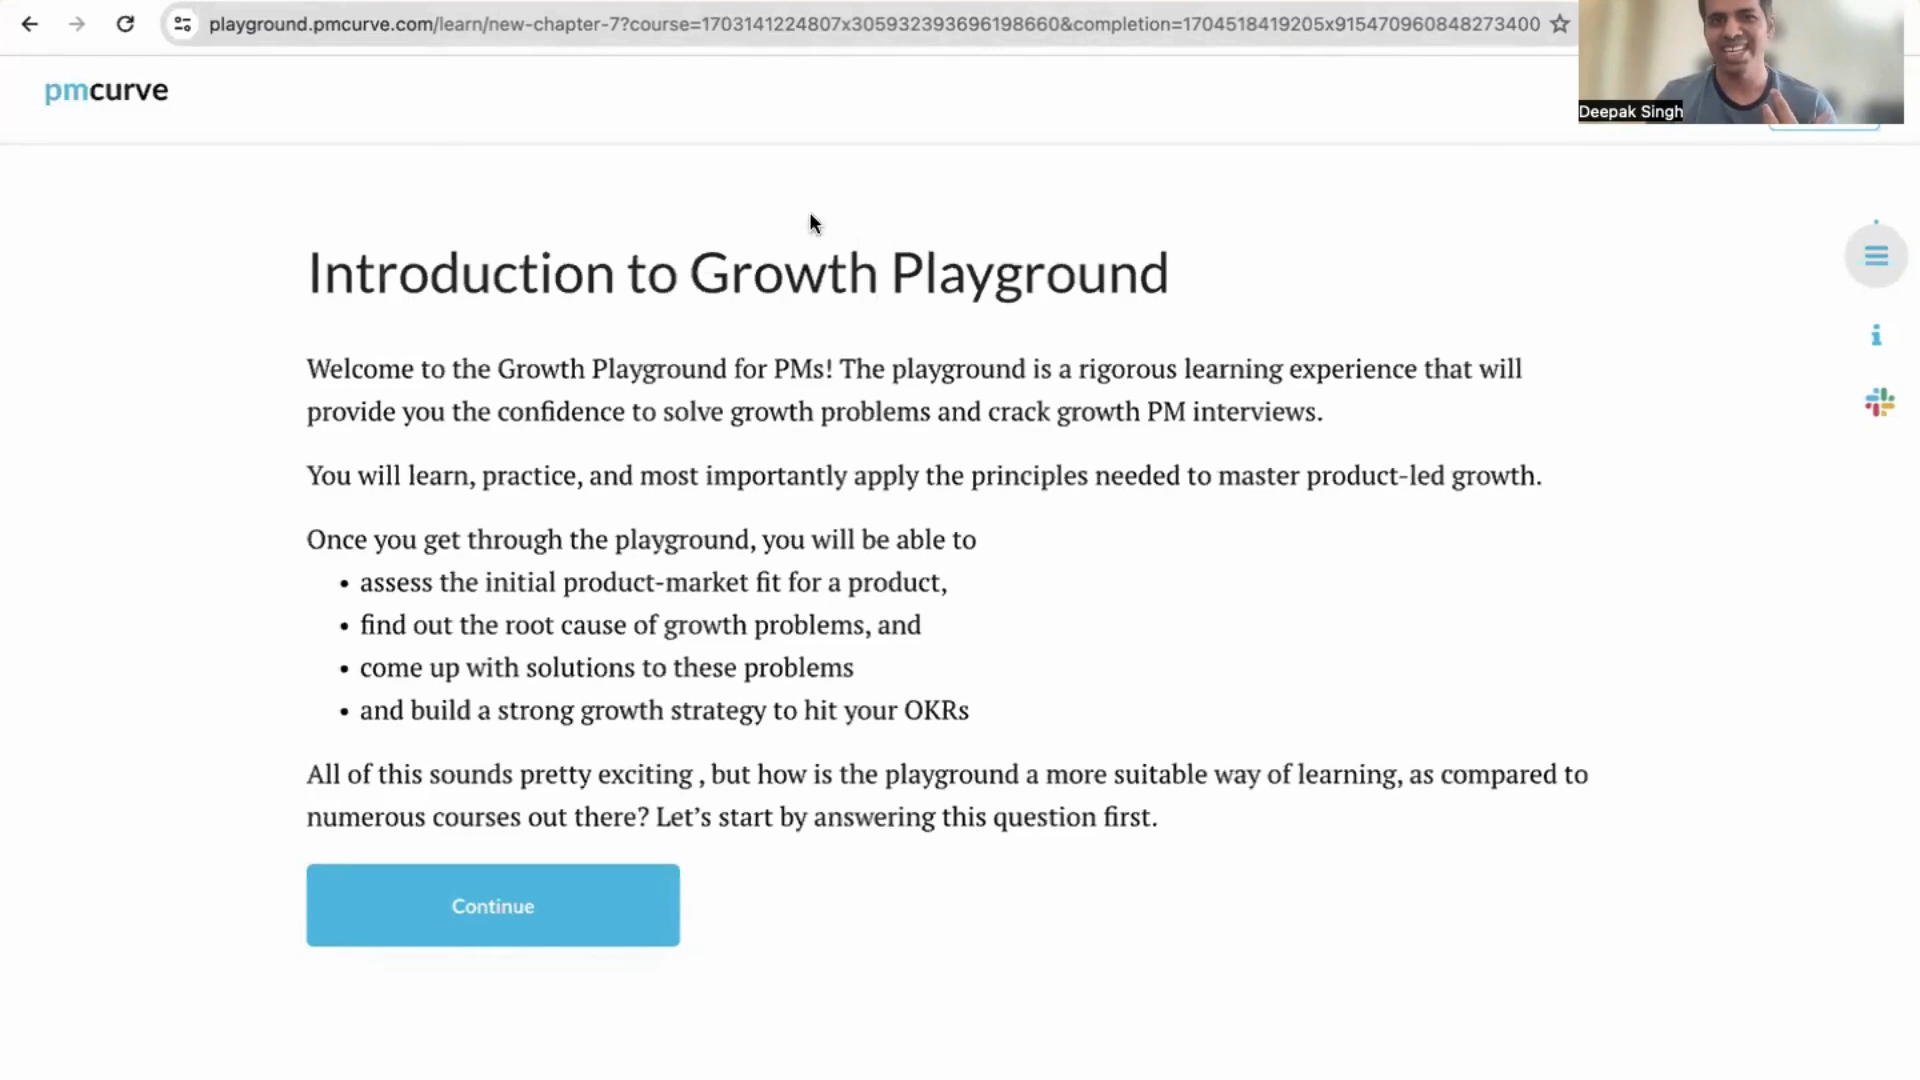 playground.pmcurve.com/learn/new-chapter-7?course=1703141224807x305932393696198660&completion=1704518419205x915470960848273400
pmcurve
Deepak Singh
Introduction to Growth Playground
Welcome to the Growth Playground for PMs! The playground is a rigorous learning experience that will
provide you the confidence to solve growth problems and crack growth PM interviews.
You will learn, practice, and most importantly apply the principles needed to master product-led growth.
Once you get through the playground, you will be able to
• assess the initial product-market fit for a product,
• find out the root cause of growth problems, and
• come up with solutions to these problems
• and build a strong growth strategy to hit your OKRs
All of this sounds pretty exciting , but how is the playground a more suitable way of learning, as compared to
numerous courses out there? Let’s start by answering this question first.
Continue